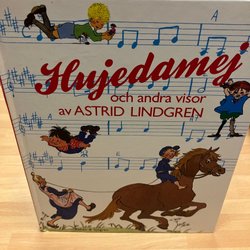 Hujedamej
och andra visor
av ASTRID LINDGREN